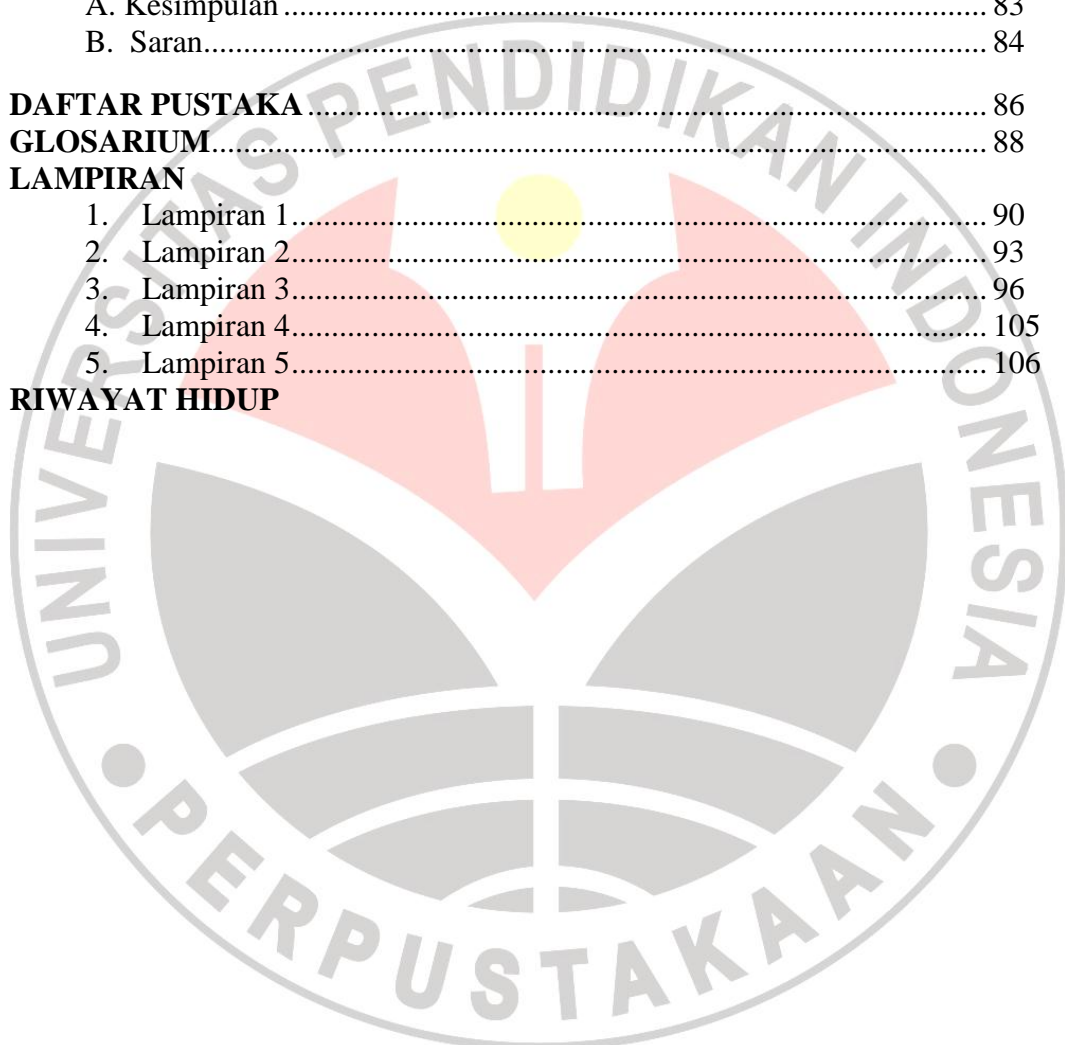 A. Kesimpulan ........ 83
B. Saran ........ 84
DAFTAR PUSTAKA ........ 86
GLOSARIUM ........ 88
LAMPIRAN
1. Lampiran 1 ........ 90
2. Lampiran 2 ........ 93
3. Lampiran 3 ........ 96
4. Lampiran 4 ........ 105
5. Lampiran 5 ........ 106
RIWAYAT HIDUP
UNIVERSITAS PENDIDIKAN INDONESIA
PERPUSTAKAAN